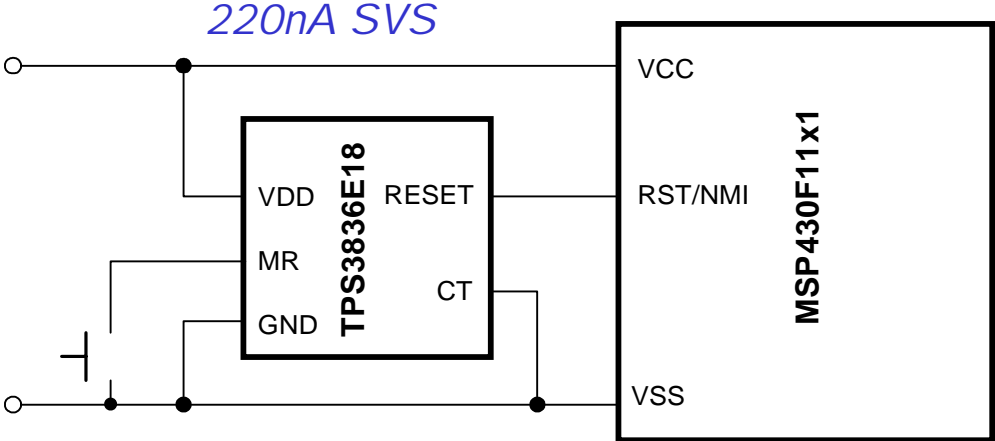 220nA SVS
VCC
VDD
MR
GND
TPS3836E18
RESET
CT
RST/NMI
MSP430F11x1
VSS